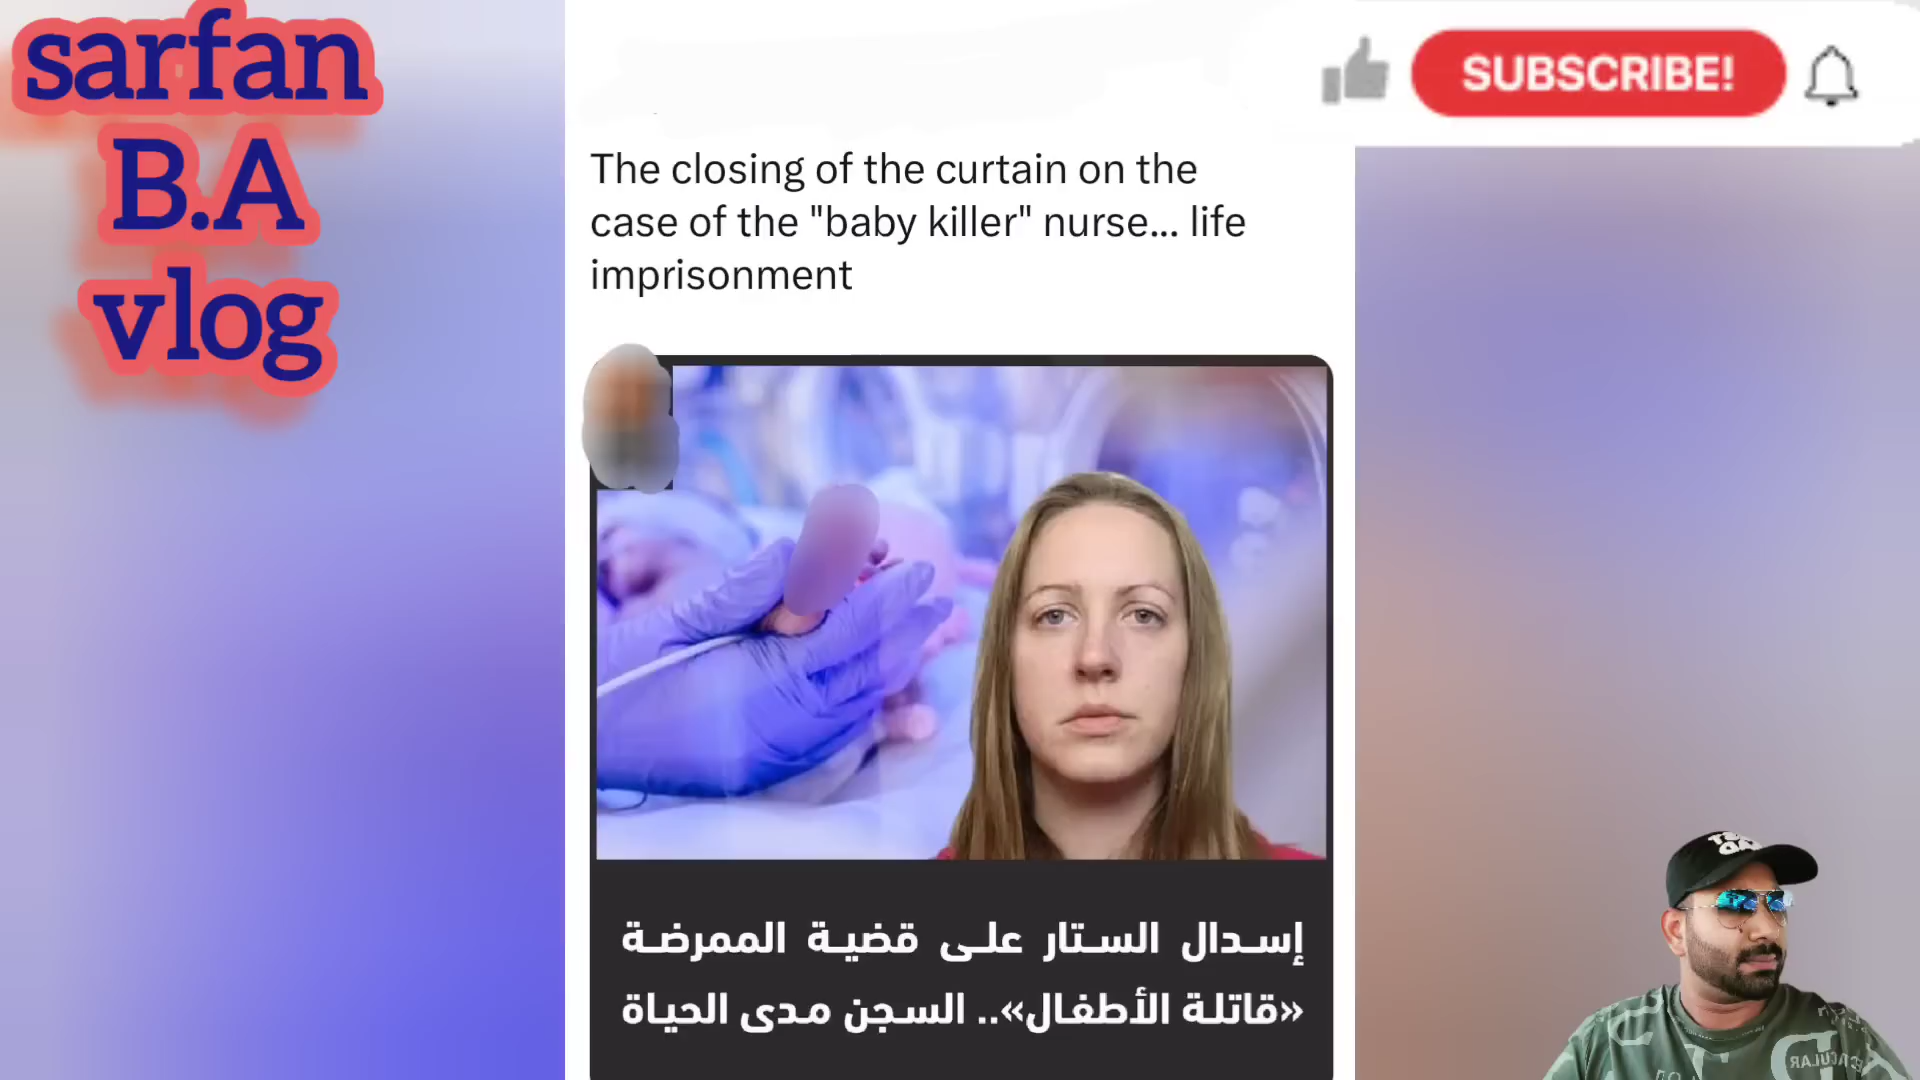 sarfan
B.A
vlog
SUBSCRIBE!
The closing of the curtain on the
case of the "baby killer" nurse... life
imprisonment
إسدال الستار على قضية الممرضة
«قاتلة الأطفال».. السجن مدى الحياة